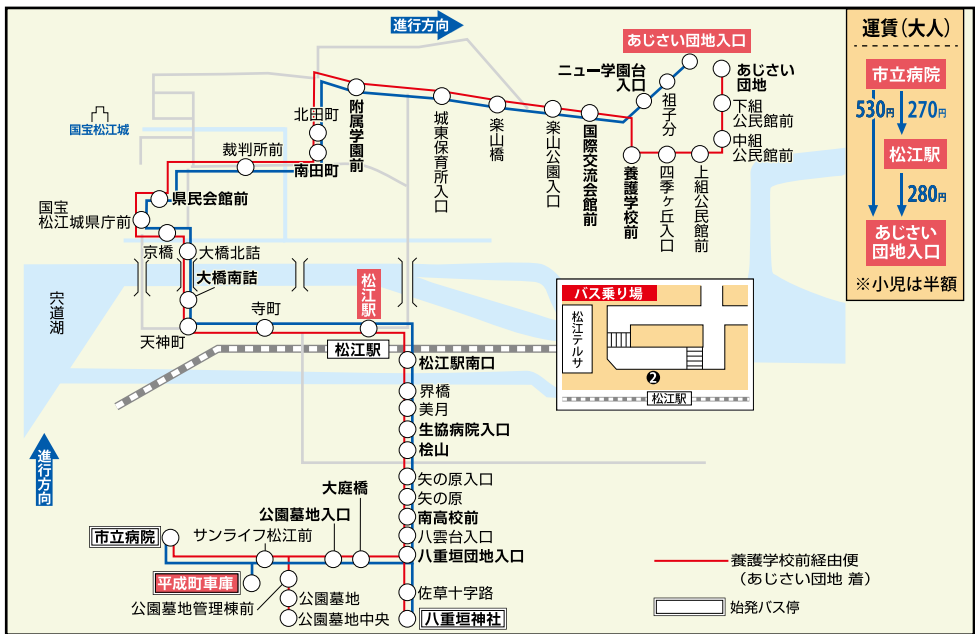 進行方向
あじさい団地入口
ニュー学園台
入口
祖子分
あじさい
団地
下組
公民館前
中組
公民館前
上組公民館前
四季ヶ丘入口
養護学校前
国際交流会館前
楽山公園入口
楽山橋
城東保育所入口
附属学園前
北田町
南田町
裁判所前
国宝松江城
県民会館前
国宝
松江城県庁前
京橋
大橋北詰
大橋南詰
宍道湖
天神町
寺町
松江駅
松江駅
松江駅南口
界橋
美月
生協病院入口
桧山
矢の原入口
矢の原
南高校前
八雲台入口
八重垣団地入口
佐草十字路
八重垣神社
大庭橋
公園墓地入口
サンライフ松江前
市立病院
平成町車庫
公園墓地管理棟前
公園墓地
公園墓地中央
進行方向
バス乗り場
松江テルサ
❷
松江駅
運賃（大人）
市立病院
530円
270円
松江駅
280円
あじさい
団地入口
※小児は半額
養護学校前経由便
（あじさい団地 着）
始発バス停